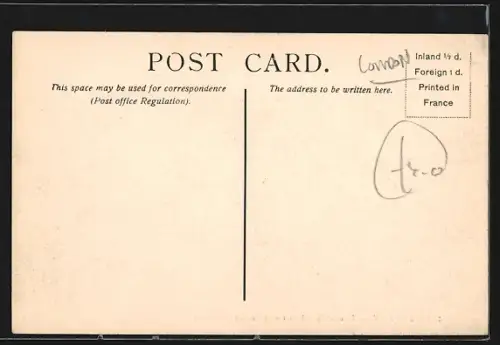 POST CARD.
LONDON
Inland ½ d.
Foreign 1 d.
Printed in
France
This space may be used for correspondence
(Post office Regulation).
The address to be written here.